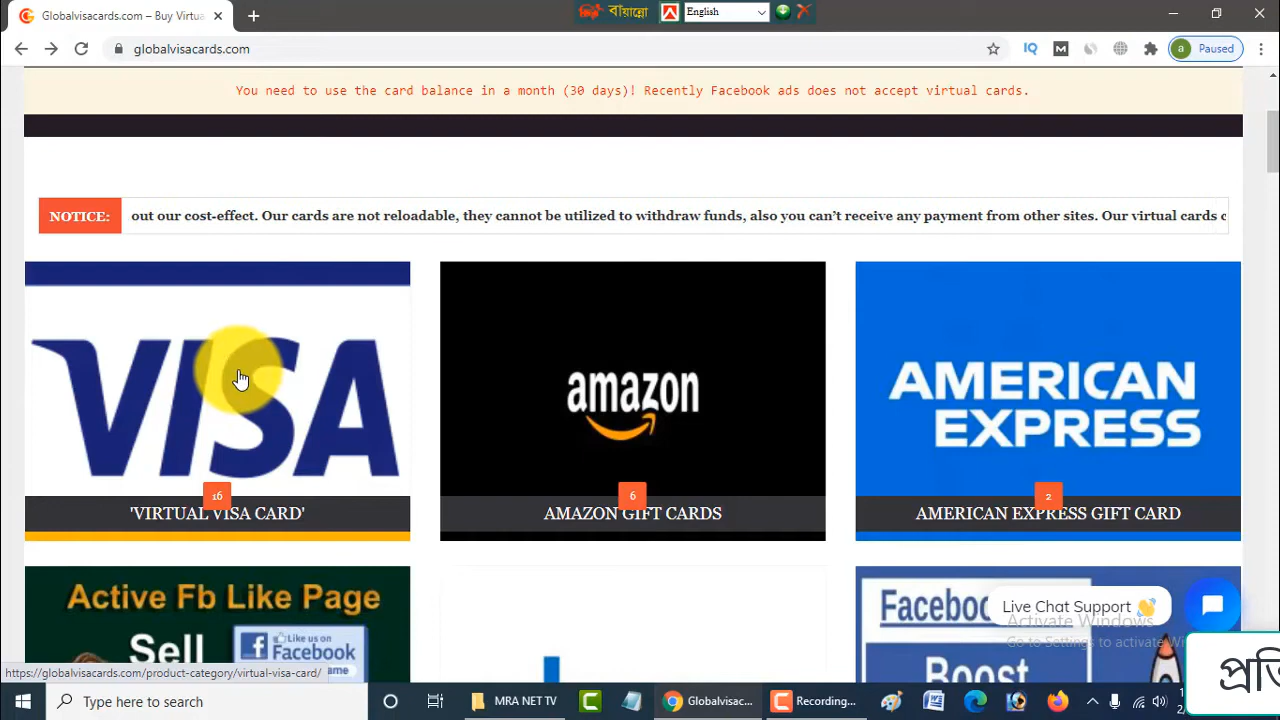 Globalvisacards.com – Buy Virtua
বায়ান্নো
English
globalvisacards.com
IQ
M
a
Paused
You need to use the card balance in a month (30 days)! Recently Facebook ads does not accept virtual cards.
NOTICE:
out our cost-effect. Our cards are not reloadable, they cannot be utilized to withdraw funds, also you can't receive any payment from other sites. Our virtual cards c
VISA
16
'VIRTUAL VISA CARD'
amazon
6
AMAZON GIFT CARDS
AMERICAN
EXPRESS
2
AMERICAN EXPRESS GIFT CARD
Active Fb Like Page
Sell
Like us on
Facebook
Boost
Live Chat Support 👋
Activate Windows
Go to Settings to activate Wi
https://globalvisacards.com/product-category/virtual-visa-card/
Type here to search
MRA NET TV
Globalvisac...
Recording...